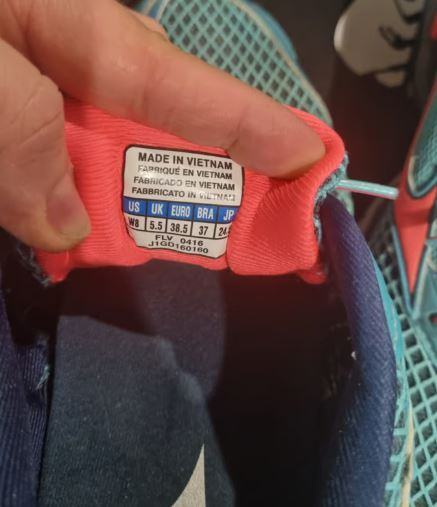 MADE IN VIETNAM
FABRIQUÉ EN VIETNAM
FABRICADO EN VIETNAM
FABBRICATO IN VIETNAM
US UK EURO BRA JP
W8 5.5 38.5 37
FLV 0416
J1GD160160